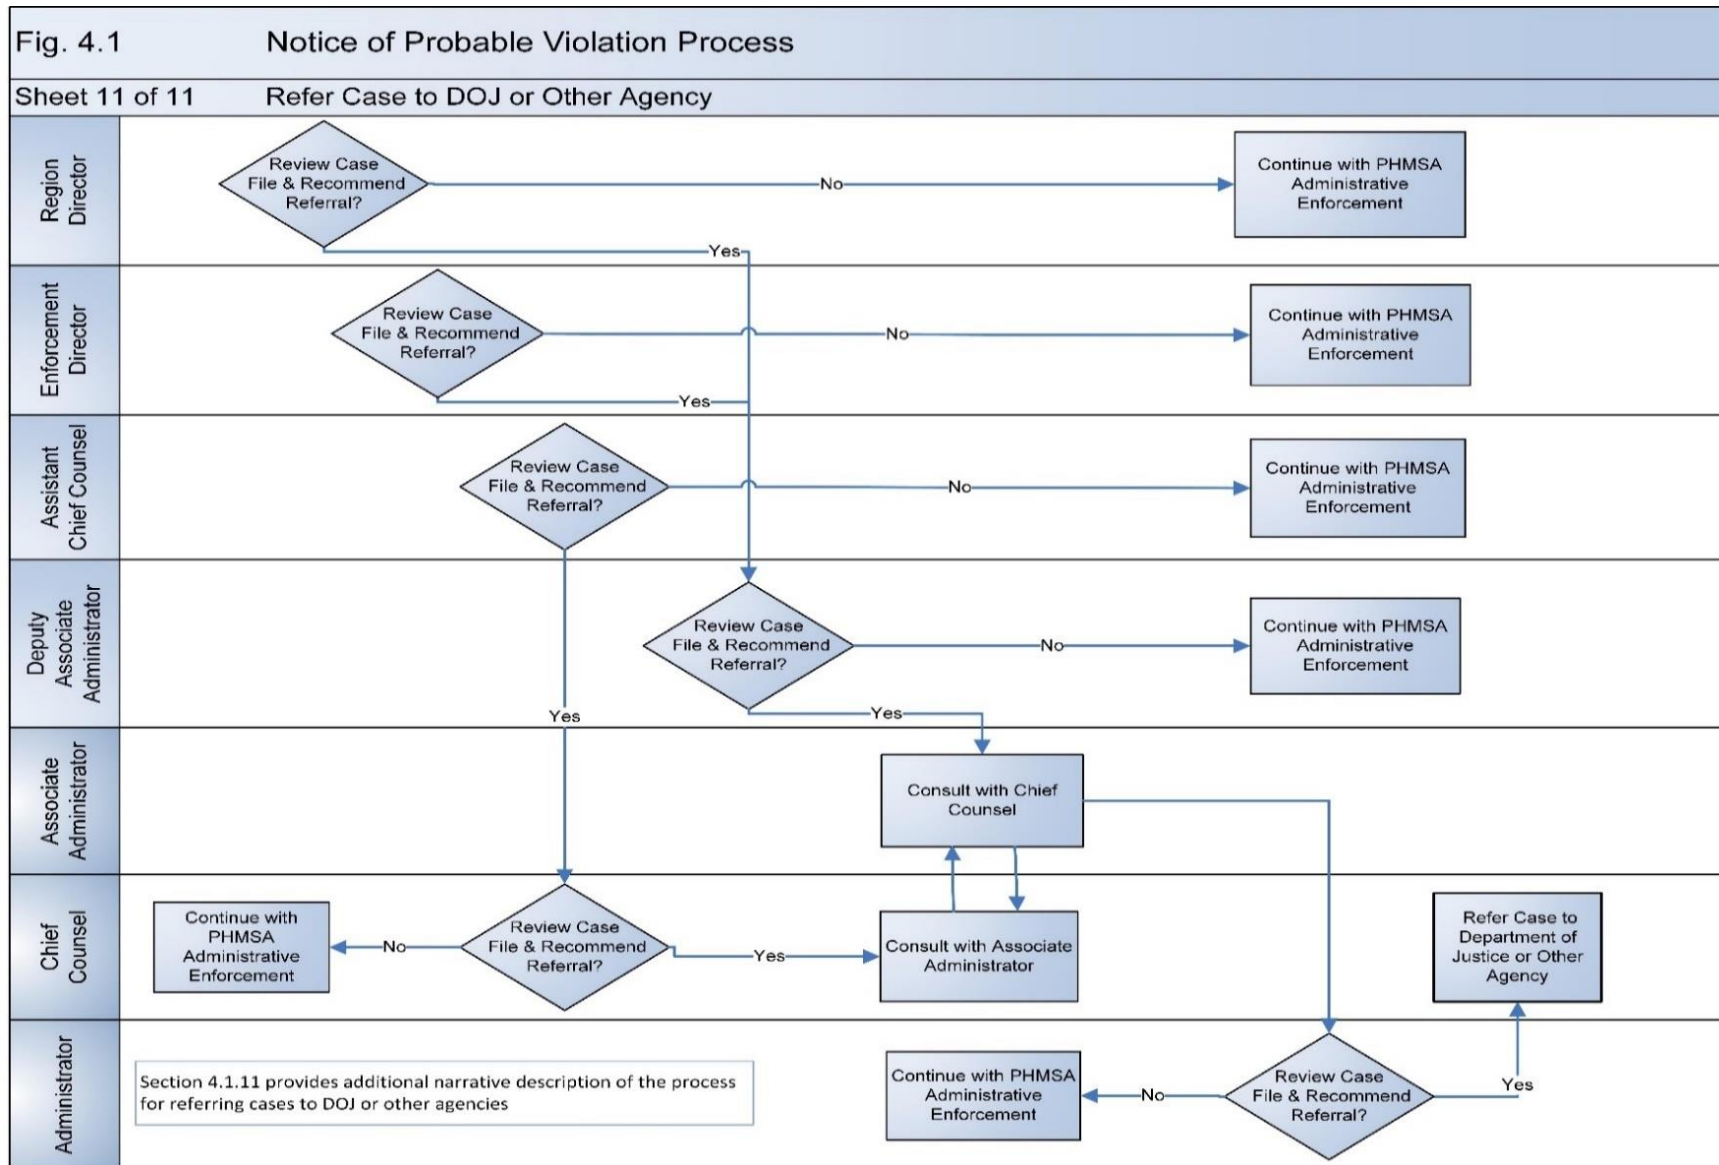 Fig. 4.1 Notice of Probable Violation Process
Sheet 11 of 11 Refer Case to DOJ or Other Agency
Region
Director
Review Case
File & Recommend
Referral?
No
Continue with PHMSA
Administrative
Enforcement
Yes
Enforcement
Director
Review Case
File & Recommend
Referral?
No
Continue with PHMSA
Administrative
Enforcement
Yes
Assistant
Chief Counsel
Review Case
File & Recommend
Referral?
No
Continue with PHMSA
Administrative
Enforcement
Deputy
Associate
Administrator
Review Case
File & Recommend
Referral?
No
Continue with PHMSA
Administrative
Enforcement
Yes
Yes
Associate
Administrator
Consult with Chief
Counsel
Chief
Counsel
Continue with
PHMSA
Administrative
Enforcement
No
Review Case
File & Recommend
Referral?
Yes
Consult with Associate
Administrator
Refer Case to
Department of
Justice or Other
Agency
Administrator
Section 4.1.11 provides additional narrative description of the process
for referring cases to DOJ or other agencies
Continue with PHMSA
Administrative
Enforcement
No
Review Case
File & Recommend
Referral?
Yes